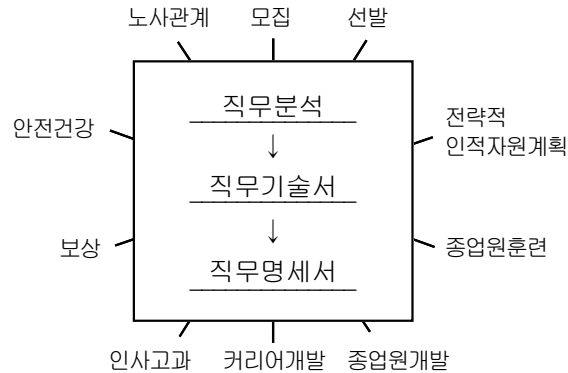 노사관계 모집 선발
직무분석
안전건강
전략적
인적자원계획
↓
직무기술서
↓
보상
종업원훈련
직무명세서
인사고과 커리어개발 종업원개발